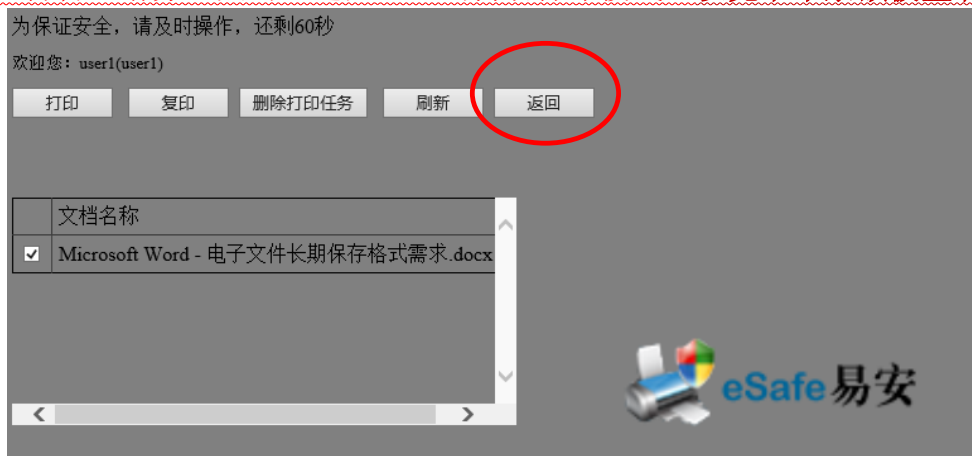 为保证安全，请及时操作，还剩60秒
欢迎您：user1(user1)
打印 复印 删除打印任务 刷新 返回
文档名称
Microsoft Word - 电子文件长期保存格式需求.docx
eSafe易安